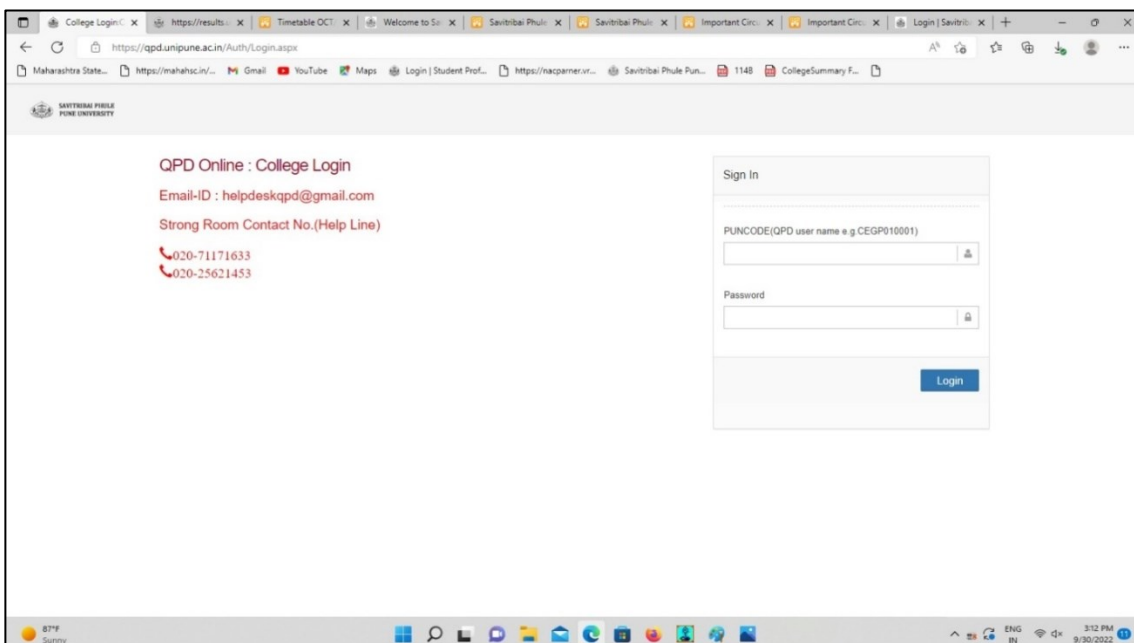 College Login
https://results
Timetable OCT
Welcome to Sa
Savitribai Phule
Savitribai Phule
Important Circu
Important Circ
Login | Savitrib
https://qpd.unipune.ac.in/Auth/Login.aspx
Maharashtra State...
https://mahahsc.in/...
Gmail
YouTube
Maps
Login | Student Prof...
https://nacparner.vr...
Savitribai Phule Pun...
1148
CollegeSummary F...
SAVITRIBAI PHULE
PUNE UNIVERSITY
QPD Online : College Login
Email-ID : helpdeskqpd@gmail.com
Strong Room Contact No.(Help Line)
020-71171633
020-25621453
Sign In
PUNCODE(QPD user name e.g.CEGP010001)
Password
Login
87°F
Sunny
ENG
IN
3:12 PM
9/30/2022
11